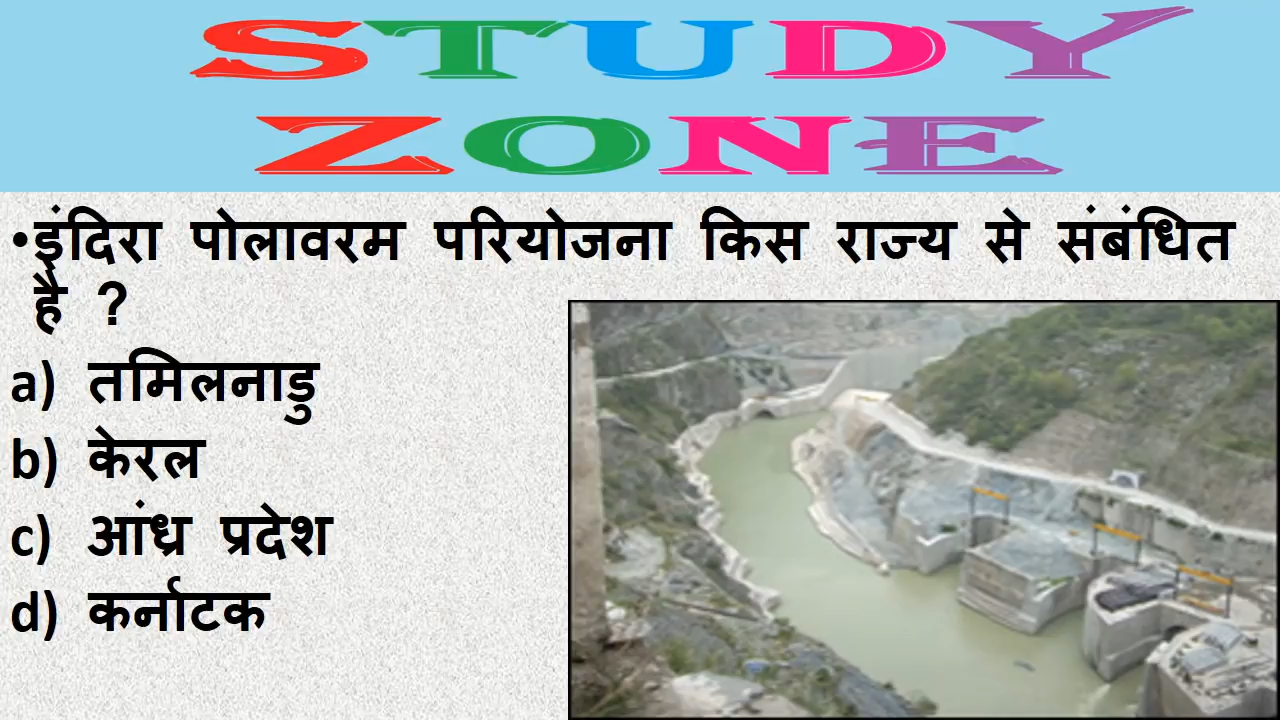 STUDY
ZONE
•इंदिरा पोलावरम परियोजना किस राज्य से संबंधित
है ?
a) तमिलनाडु
b) केरल
c) आंध्र प्रदेश
d) कर्नाटक